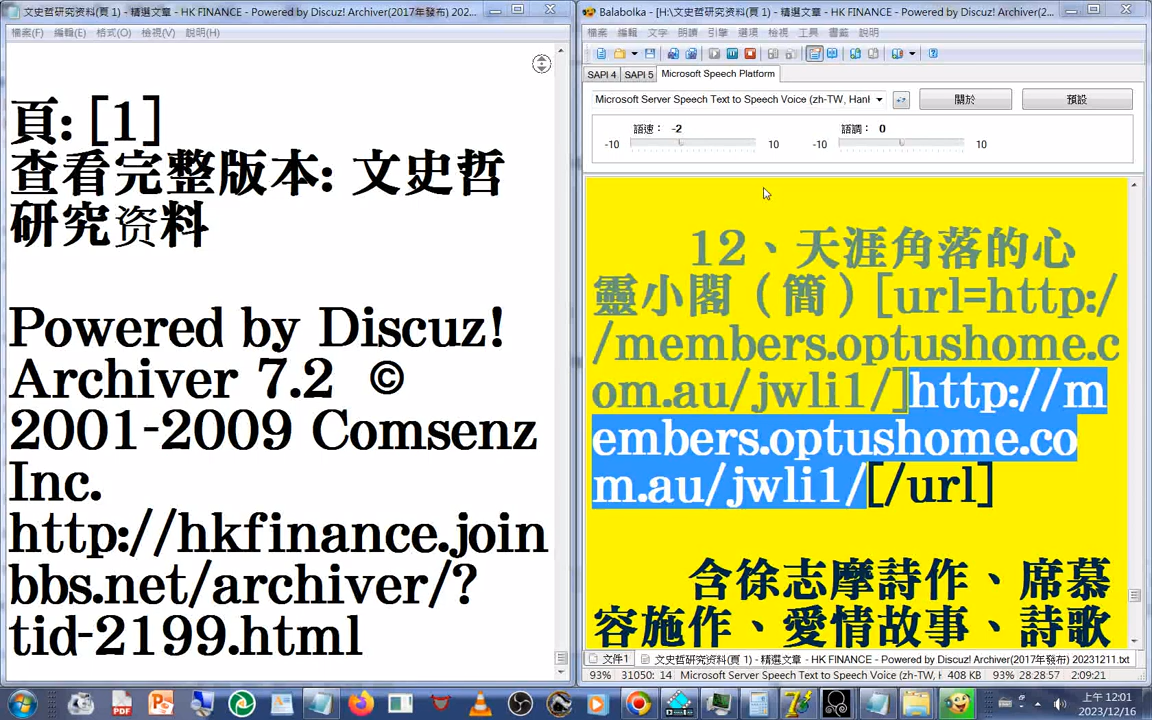 文史哲研究资料(頁 1) - 精選文章 - HK FINANCE - Powered by Discuz! Archiver(2017年發布) 202...
檔案(F) 編輯(E) 格式(O) 檢視(V) 說明(H)
頁: [1]
查看完整版本: 文史哲
研究资料
Powered by Discuz!
Archiver 7.2 ©
2001-2009 Comsenz
Inc.
http://hkfinance.join
bbs.net/archiver/?
tid-2199.html
Balabolka - [H:\文史哲研究资料(頁 1) - 精選文章 - HK FINANCE - Powered by Discuz! Archiver(2...
檔案 編輯 文字 朗讀 引擎 選項 檢視 工具 書籤 說明
SAPI 4 SAPI 5 Microsoft Speech Platform
Microsoft Server Speech Text to Speech Voice (zh-TW, Hanl
關於 預設
語速： -2 語調： 0
-10 10 -10 10
12、天涯角落的心
靈小閣（簡）[url=http:/
/members.optushome.c
om.au/jwli1/]http://m
embers.optushome.co
m.au/jwli1/[/url]
含徐志摩詩作、席慕
容施作、愛情故事、詩歌
文件1 文史哲研究资料(頁 1) - 精選文章 - HK FINANCE - Powered by Discuz! Archiver(2017年發布) 20231211.txt
93% 31050: 14 Microsoft Server Speech Text to Speech Voice (zh-T 408 KB 93% 28:28:57 2:09:21
上午 12:01
2023/12/16